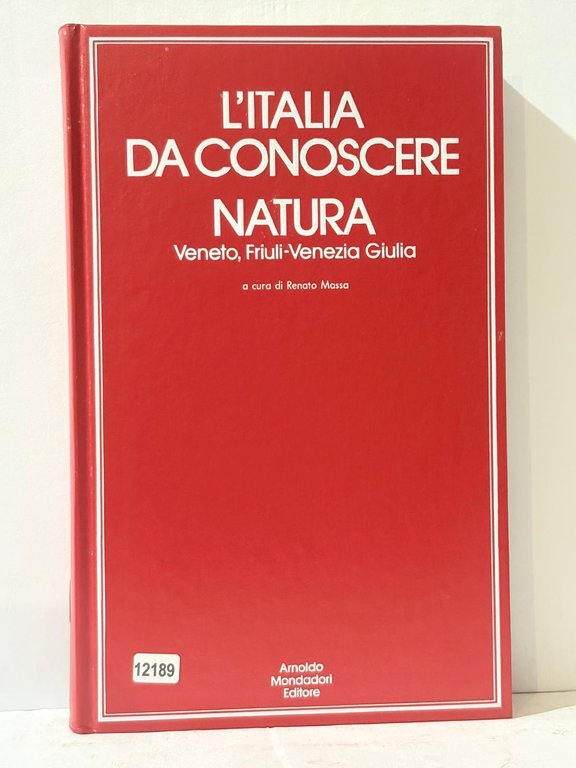 L'ITALIA
DA CONOSCERE
NATURA
Veneto, Friuli-Venezia Giulia
a cura di Renato Massa
12189
Arnoldo
Mondadori
Editore